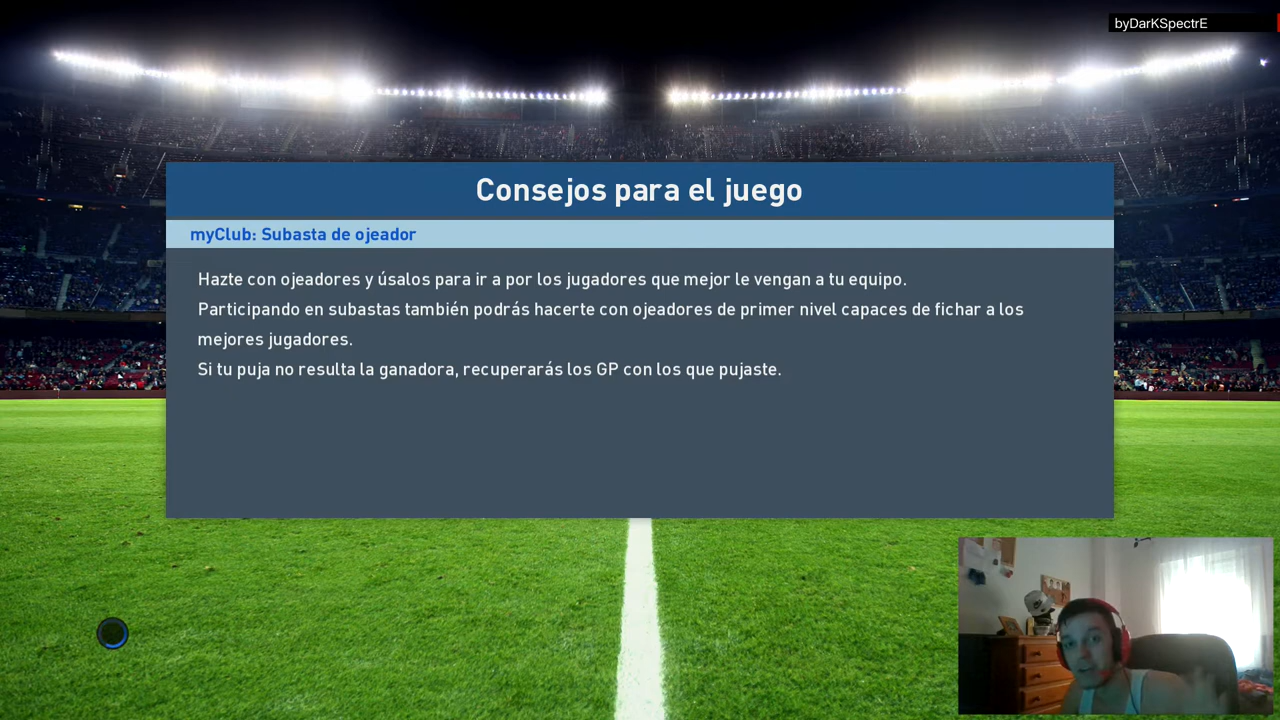 byDarKSpectrE
Consejos para el juego
myClub: Subasta de ojeador
Hazte con ojeadores y úsalos para ir a por los jugadores que mejor le vengan a tu equipo.
Participando en subastas también podrás hacerte con ojeadores de primer nivel capaces de fichar a los
mejores jugadores.
Si tu puja no resulta la ganadora, recuperarás los GP con los que pujaste.